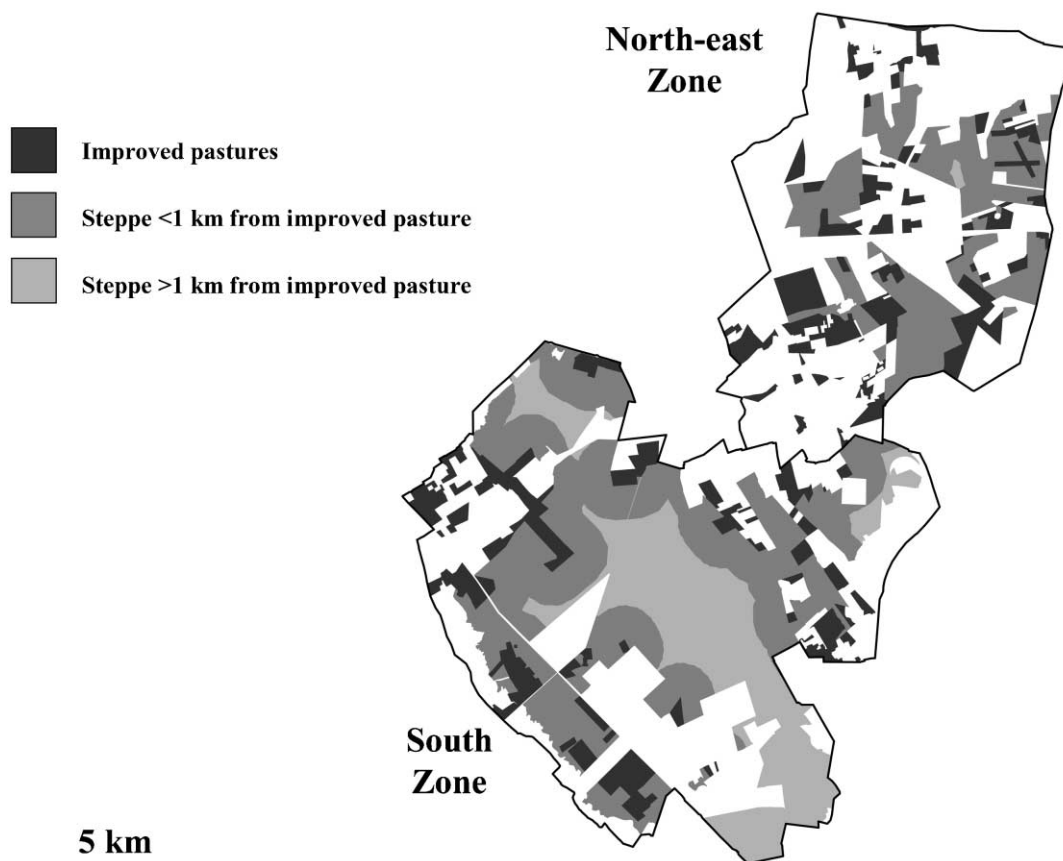 North-east
Zone
Improved pastures
Steppe <1 km from improved pasture
Steppe >1 km from improved pasture
South
Zone
5 km